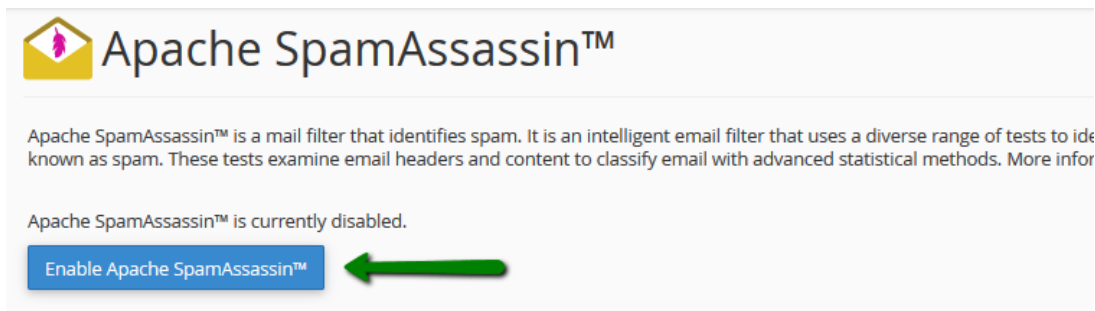 Apache SpamAssassin™
Apache SpamAssassin™ is a mail filter that identifies spam. It is an intelligent email filter that uses a diverse range of tests to ide
known as spam. These tests examine email headers and content to classify email with advanced statistical methods. More infor
Apache SpamAssassin™ is currently disabled.
Enable Apache SpamAssassin™